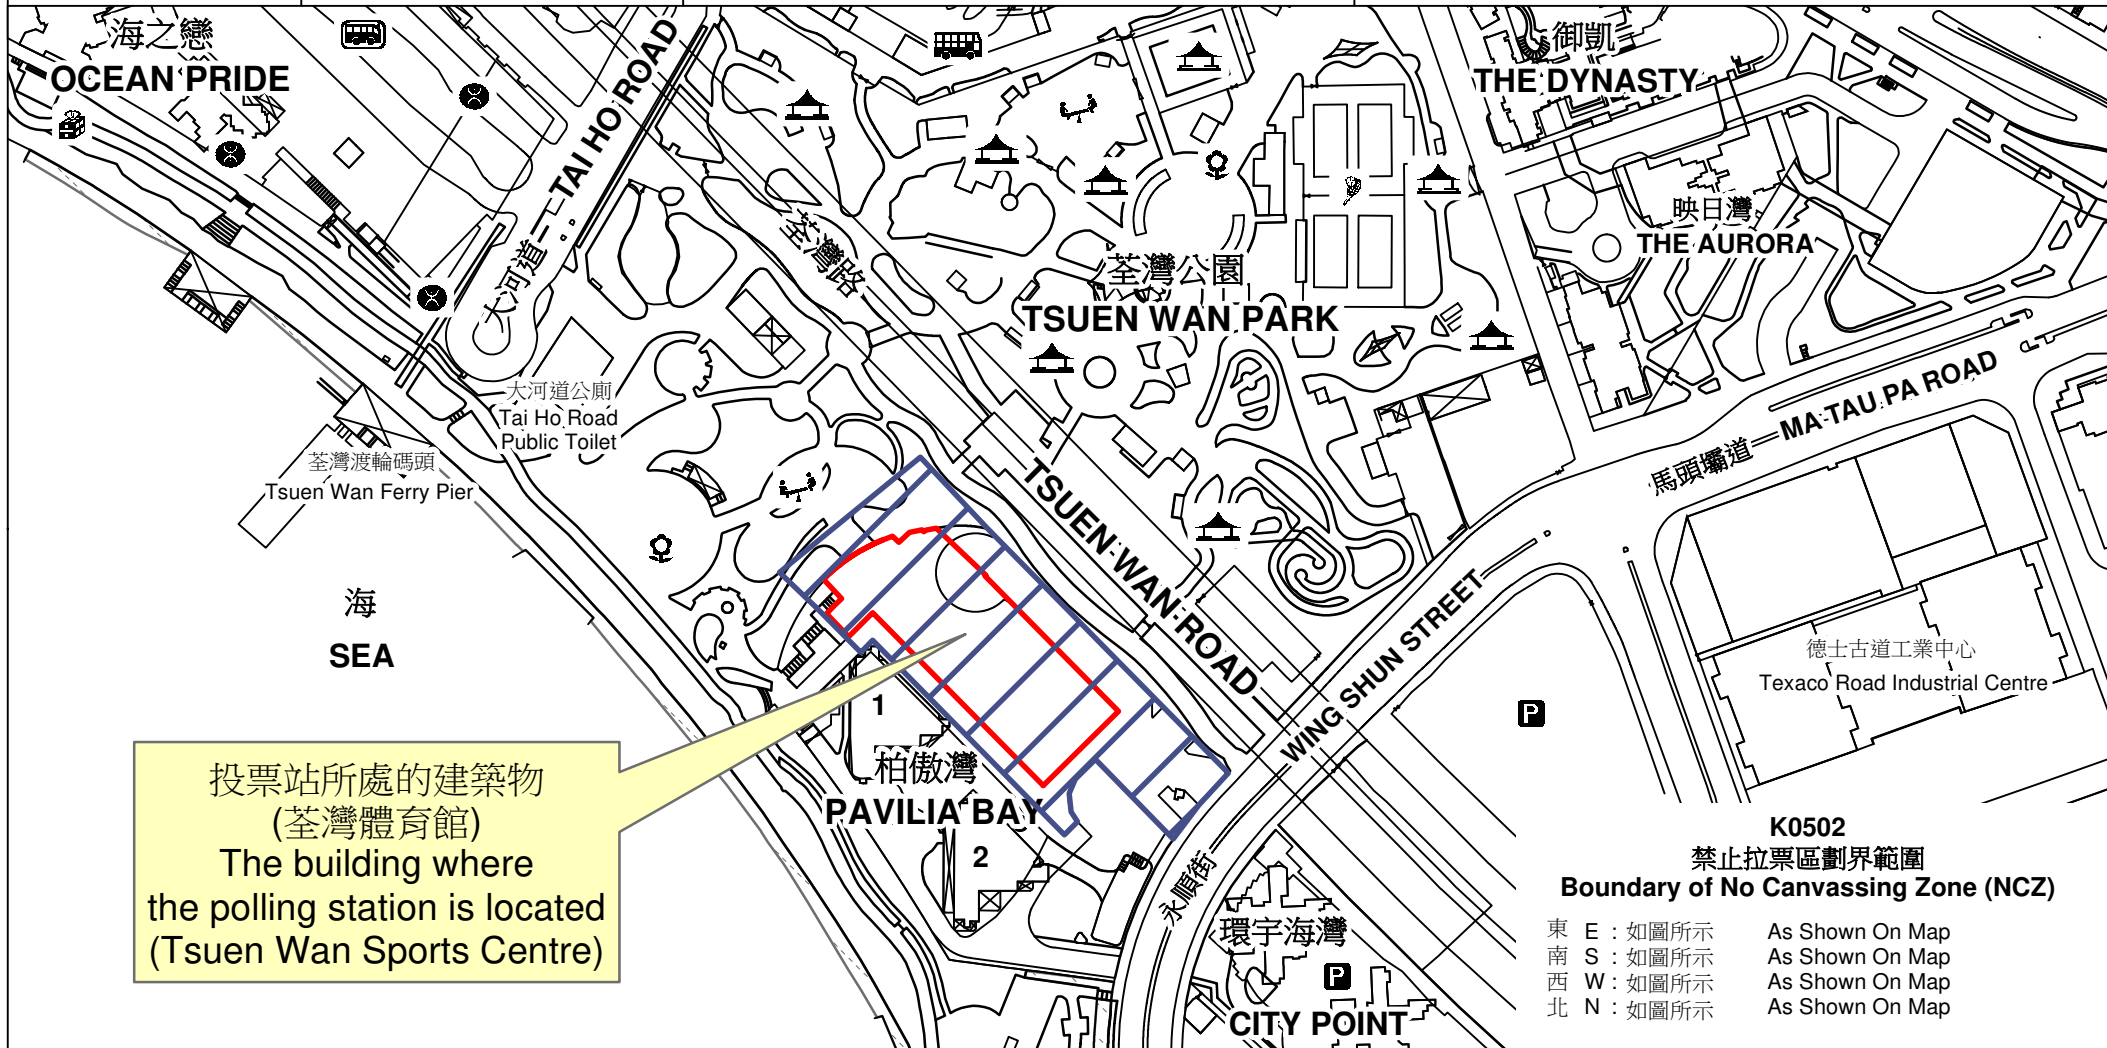 海之戀
OCEAN PRIDE
大河道 TAI HO ROAD
御凱
THE DYNASTY
映日灣
THE AURORA
荃灣路
荃灣公園
TSUEN WAN PARK
大河道公廁
Tai Ho Road
Public Toilet
荃灣渡輪碼頭
Tsuen Wan Ferry Pier
馬頭壩道 MA TAU PA ROAD
TSUEN WAN ROAD
海
SEA
WING SHUN STREET
德士古道工業中心
Texaco Road Industrial Centre
P
1
柏傲灣
PAVILIA BAY
2
投票站所處的建築物
(荃灣體育館)
The building where
the polling station is located
(Tsuen Wan Sports Centre)
永順街
環宇海灣
P
CITY POINT
K0502
禁止拉票區劃界範圍
Boundary of No Canvassing Zone (NCZ)
東 E : 如圖所示 As Shown On Map
南 S : 如圖所示 As Shown On Map
西 W : 如圖所示 As Shown On Map
北 N : 如圖所示 As Shown On Map